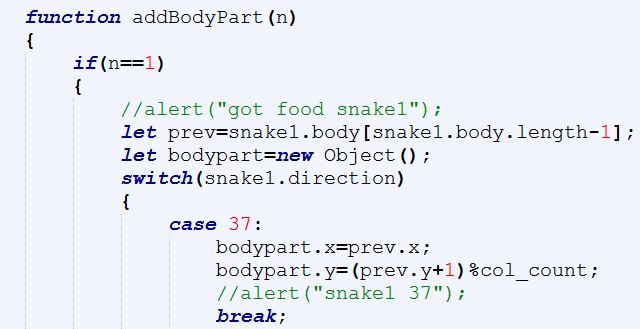 function addBodyPart(n)
{
if(n==1)
{
//alert("got food snake1");
let prev=snake1.body[snake1.body.length-1];
let bodypart=new Object();
switch(snake1.direction)
{
case 37:
bodypart.x=prev.x;
bodypart.y=(prev.y+1)%col_count;
//alert("snake1 37");
break;